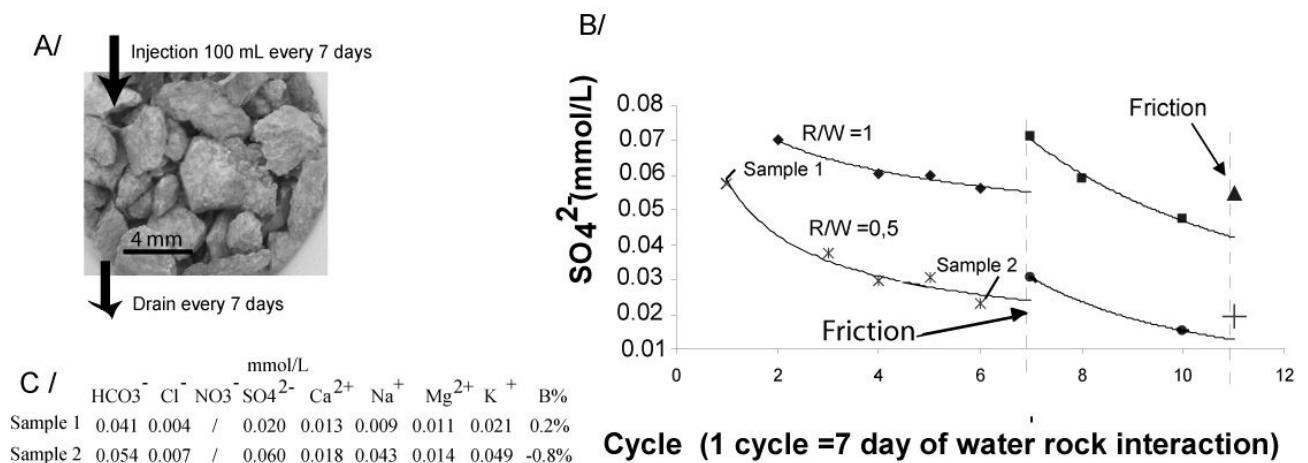 A/
Injection 100 mL every 7 days
4 mm
Drain every 7 days
B/
SO4 2- (mmol/L)
0.08
0.07
0.06
0.05
0.04
0.03
0.02
0.01
0 2 4 6 8 10 12
R/W =1
Sample 1
R/W =0,5
Sample 2
Friction
Friction
Cycle (1 cycle =7 day of water rock interaction)
C /
mmol/L
HCO3- Cl- NO3- SO4 2- Ca2+ Na+ Mg2+ K + B%
Sample 1 0.041 0.004 / 0.020 0.013 0.009 0.011 0.021 0.2%
Sample 2 0.054 0.007 / 0.060 0.018 0.043 0.014 0.049 -0.8%